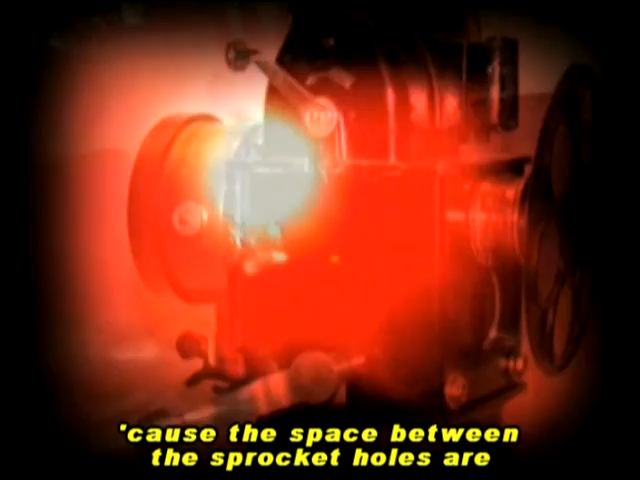 'cause the space between
the sprocket holes are